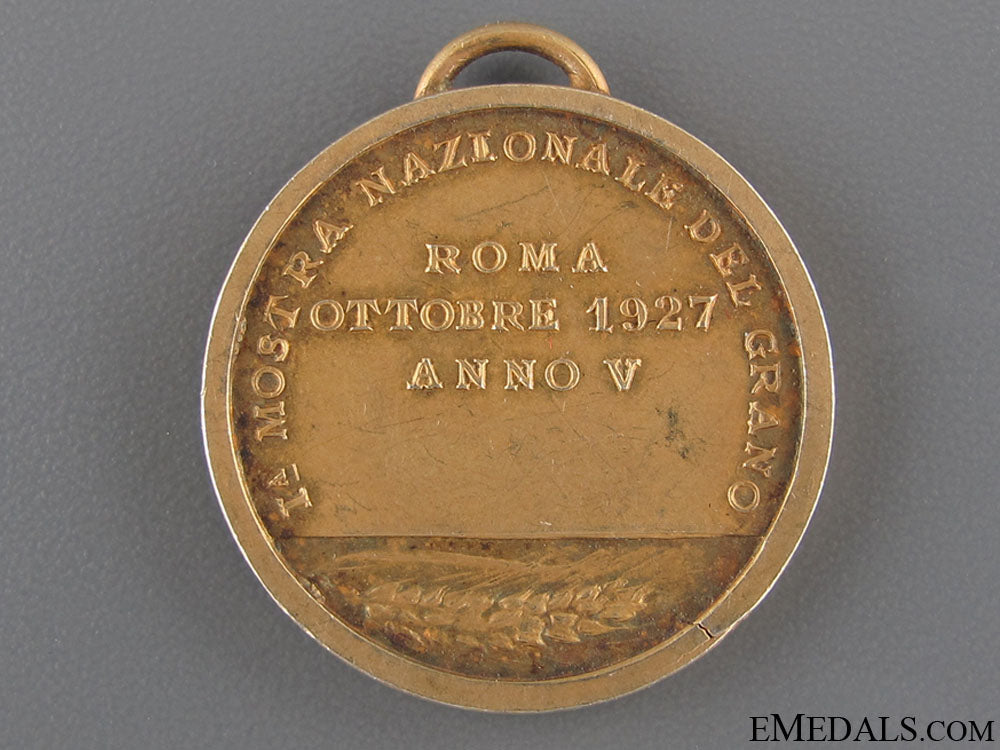 Iª MOSTRA NAZIONALE DEL GRANO
ROMA
OTTOBRE 1927
ANNO V
EMEDALS.COM